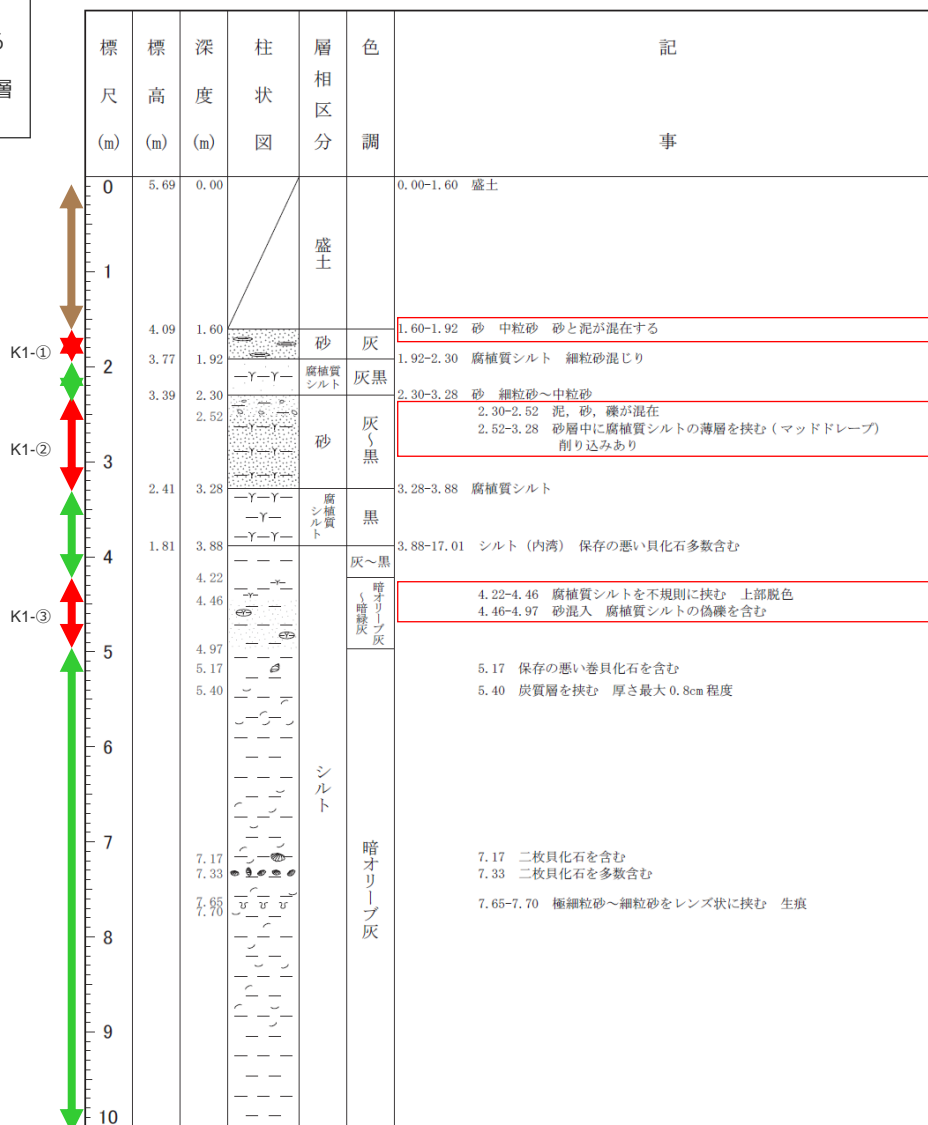 層
標尺(m)
標高(m)
深度(m)
柱状図
層相区分
色調
記事
0 5.69 0.00 0.00-1.60 盛土
盛土
1
4.09 1.60 1.60-1.92 砂 中粒砂 砂と泥が混在する
砂 灰
K1-①
3.77 1.92 1.92-2.30 腐植質シルト 細粒砂混じり
2
腐植質シルト 灰黒
3.39 2.30 2.30-3.28 砂 細粒砂～中粒砂
2.30-2.52 泥，砂，礫が混在
2.52 2.52-3.28 砂層中に腐植質シルトの薄層を挟む（マッドドレープ）
削り込みあり
砂 灰～黒
K1-②
3
2.41 3.28 3.28-3.88 腐植質シルト
腐植質シルト 黒
1.81 3.88 3.88-17.01 シルト（内湾） 保存の悪い貝化石多数含む
4
灰～黒
4.22 4.22-4.46 腐植質シルトを不規則に挟む 上部脱色
4.46 4.46-4.97 砂混入 腐植質シルトの偽礫を含む
暗オリーブ灰～暗緑灰
K1-③
4.97
5
5.17 5.17 保存の悪い巻貝化石を含む
5.40 5.40 炭質層を挟む 厚さ最大 0.8cm 程度
6
シルト
7
暗オリーブ灰
7.17 7.17 二枚貝化石を含む
7.33 7.33 二枚貝化石を多数含む
7.65 7.65-7.70 極細粒砂～細粒砂をレンズ状に挟む 生痕
7.70
8
9
10